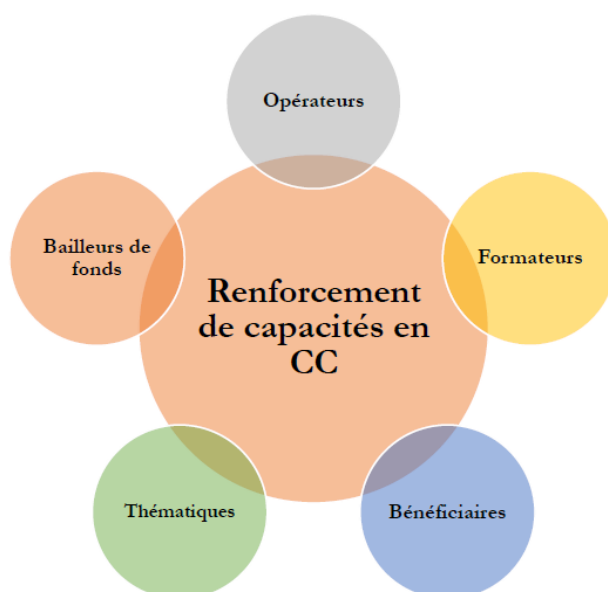 Opérateurs
Bailleurs de
fonds
Formateurs
Renforcement
de capacités en
CC
Thématiques
Bénéficiaires